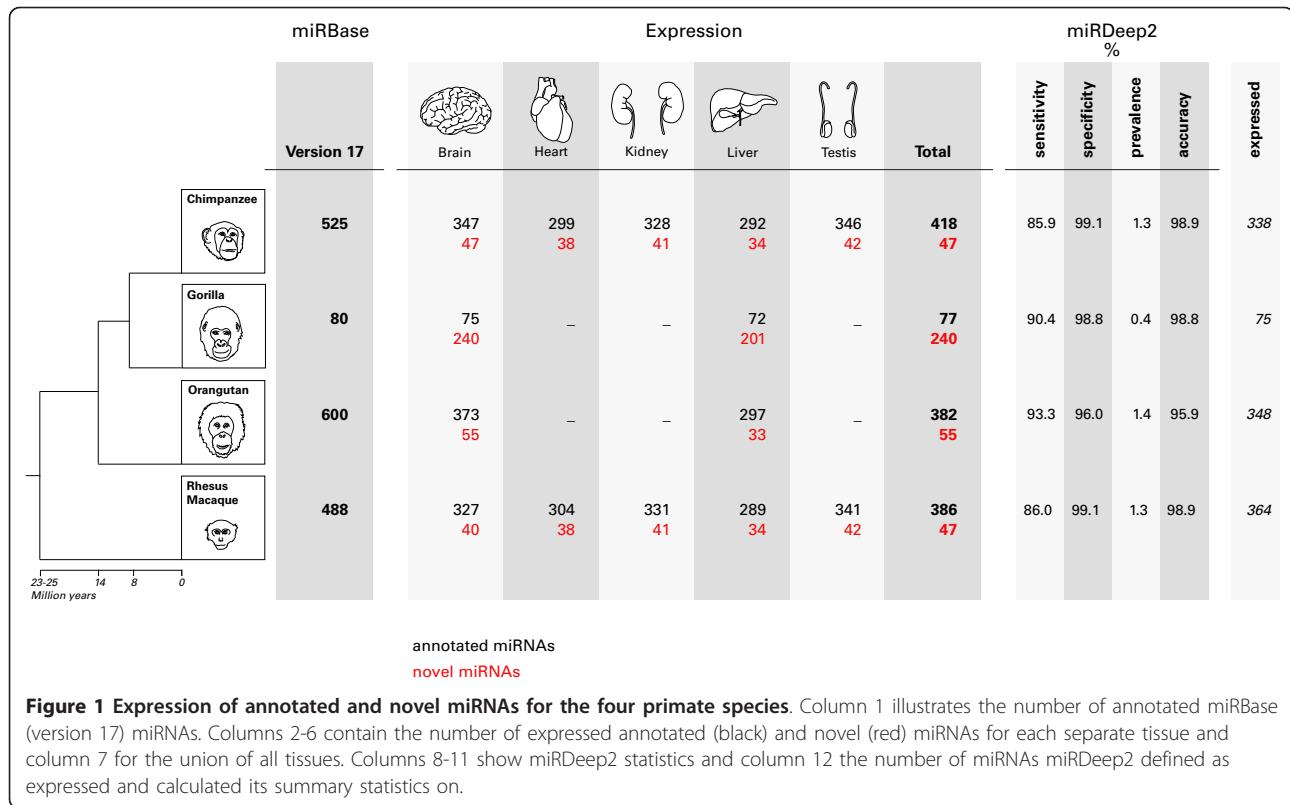 miRBase Expression miRDeep2
%
Version 17 Brain Heart Kidney Liver Testis Total sensitivity specificity prevalence accuracy expressed
Chimpanzee
525 347 299 328 292 346 418 85.9 99.1 1.3 98.9 338
47 38 41 34 42 47
Gorilla
80 75 – – 72 – 77 90.4 98.8 0.4 98.8 75
240 201 240
Orangutan
600 373 – – 297 – 382 93.3 96.0 1.4 95.9 348
55 33 55
Rhesus
Macaque
488 327 304 331 289 341 386 86.0 99.1 1.3 98.9 364
40 38 41 34 42 47
23-25 14 8 0
Million years
annotated miRNAs
novel miRNAs
Figure 1 Expression of annotated and novel miRNAs for the four primate species. Column 1 illustrates the number of annotated miRBase
(version 17) miRNAs. Columns 2-6 contain the number of expressed annotated (black) and novel (red) miRNAs for each separate tissue and
column 7 for the union of all tissues. Columns 8-11 show miRDeep2 statistics and column 12 the number of miRNAs miRDeep2 defined as
expressed and calculated its summary statistics on.